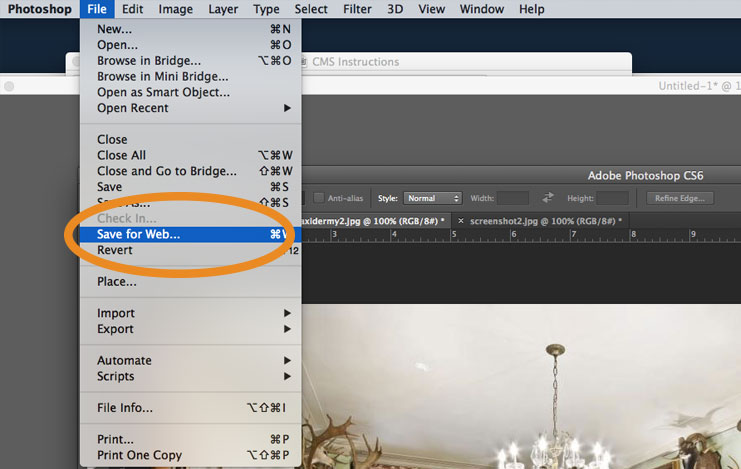 Photoshop File Edit Image Layer Type Select Filter 3D View Window Help
New... ⌘N
Open... ⌘O
Browse in Bridge... ⌥⌘O
Browse in Mini Bridge...
Open as Smart Object...
Open Recent ▶
Close
Close All ⌥⌘W
Close and Go to Bridge... ⇧⌘W
Save ⌘S
Save As... ⇧⌘S
Check In...
Save for Web... ⌘W
Revert 12
Place...
Import ▶
Export ▶
Automate ▶
Scripts ▶
File Info... ⌥⇧⌘I
Print... ⌘P
Print One Copy ⌥⇧⌘P
CMS Instructions
Untitled-1* @ 1
Adobe Photoshop CS6
Anti-alias Style: Normal Width: Height: Refine Edge...
axidermy2.jpg @ 100% (RGB/8#) * × screenshot2.jpg @ 100% (RGB/8#) *
3 4 5 6 7 8 9